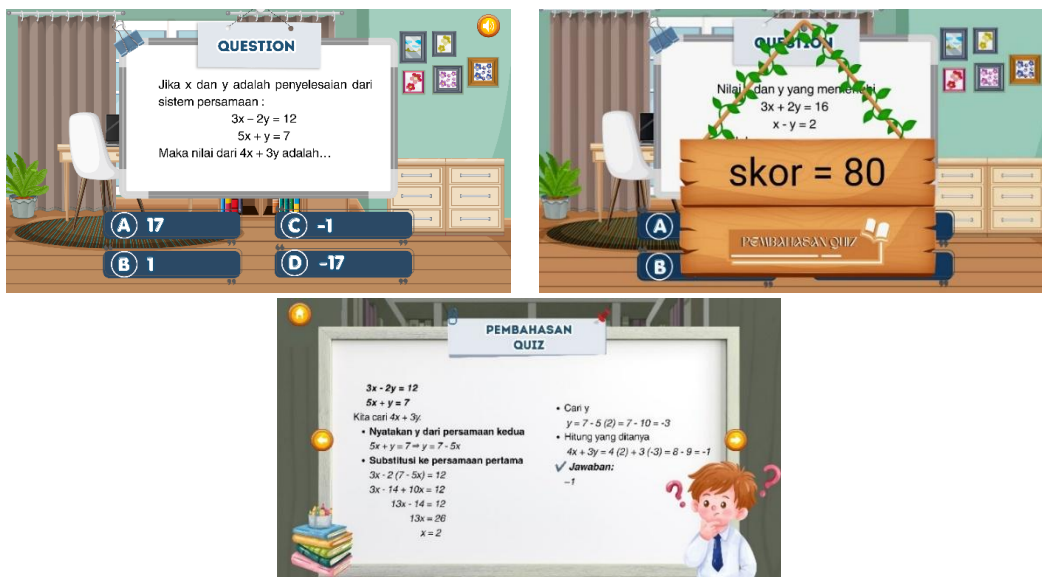 QUESTION
Jika x dan y adalah penyelesaian dari
sistem persamaan :
3x – 2y = 12
5x + y = 7
Maka nilai dari 4x + 3y adalah...
A 17
C -1
B 1
D -17
QUESTION
Nilai dan y yang memenuhi
3x + 2y = 16
x - y = 2
skor = 80
PEMBAHASAN QUIZ
A
B
PEMBAHASAN
QUIZ
3x - 2y = 12
5x + y = 7
Kita cari 4x + 3y.
• Nyatakan y dari persamaan kedua
5x + y = 7 ⇒ y = 7 - 5x
• Substitusi ke persamaan pertama
3x - 2 (7 - 5x) = 12
3x - 14 + 10x = 12
13x - 14 = 12
13x = 26
x = 2
• Cari y
y = 7 - 5 (2) = 7 - 10 = -3
• Hitung yang ditanya
4x + 3y = 4 (2) + 3 (-3) = 8 - 9 = -1
✓ Jawaban:
–1